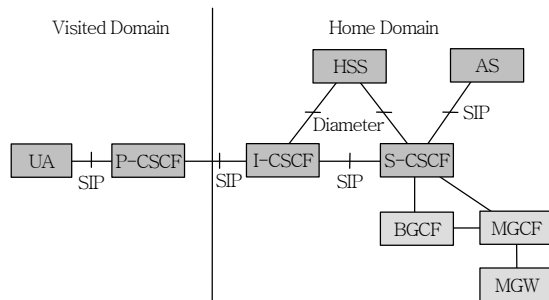 Visited Domain
Home Domain
HSS
AS
Diameter
SIP
UA
P-CSCF
I-CSCF
S-CSCF
SIP
SIP
SIP
BGCF
MGCF
MGW